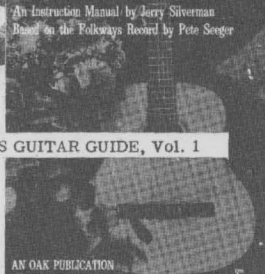 An Instruction Manual by Jerry Silverman
Based on the Folkways Record by Pete Seeger
S GUITAR GUIDE, Vol. 1
AN OAK PUBLICATION